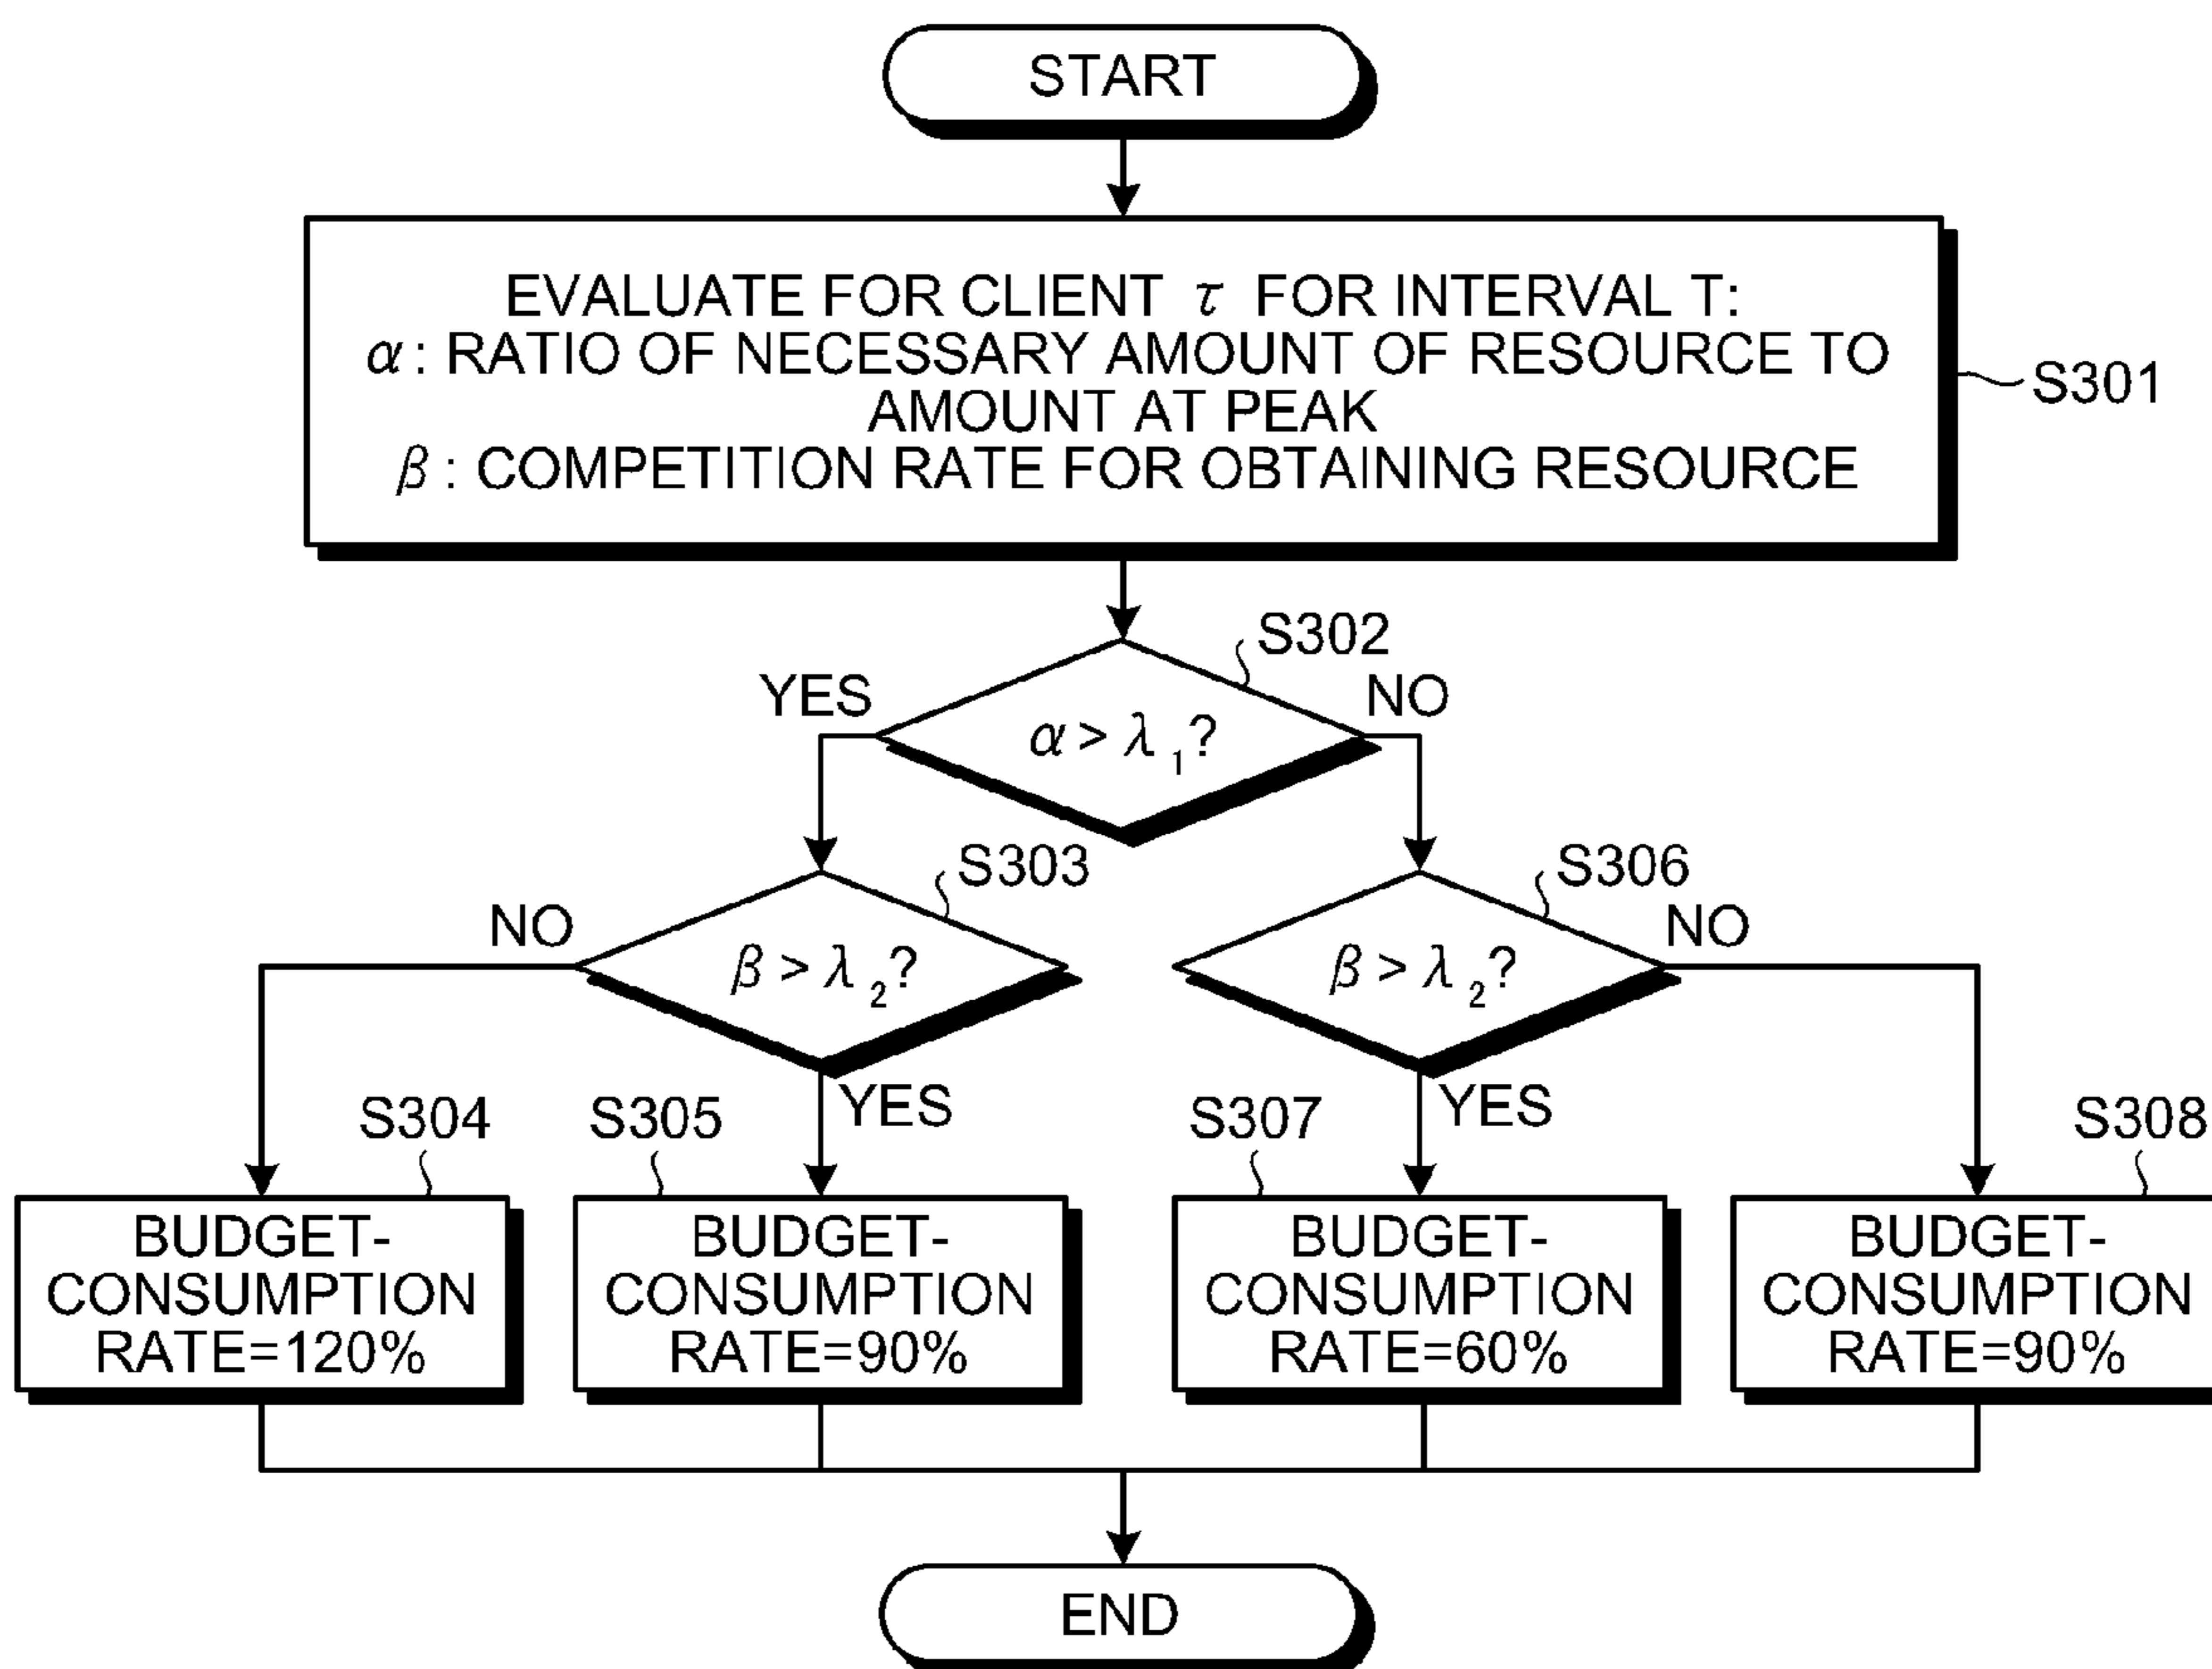 START
EVALUATE FOR CLIENT τ FOR INTERVAL T:
α : RATIO OF NECESSARY AMOUNT OF RESOURCE TO
AMOUNT AT PEAK
β : COMPETITION RATE FOR OBTAINING RESOURCE
S301
S302
YES
NO
α > λ₁?
S303
S306
NO
NO
β > λ₂?
β > λ₂?
YES
YES
S304
S305
S307
S308
BUDGET-
CONSUMPTION
RATE=120%
BUDGET-
CONSUMPTION
RATE=90%
BUDGET-
CONSUMPTION
RATE=60%
BUDGET-
CONSUMPTION
RATE=90%
END